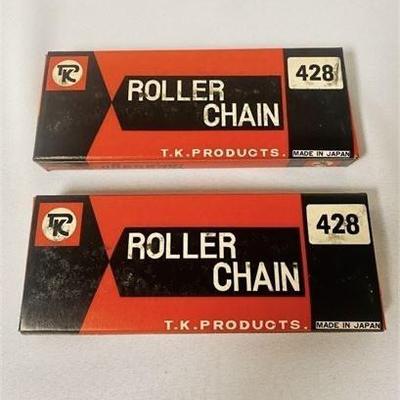 TK
428
ROLLER
CHAIN
T.K.PRODUCTS.
MADE IN JAPAN
TK
428
ROLLER
CHAIN
T.K.PRODUCTS.
MADE IN JAPAN